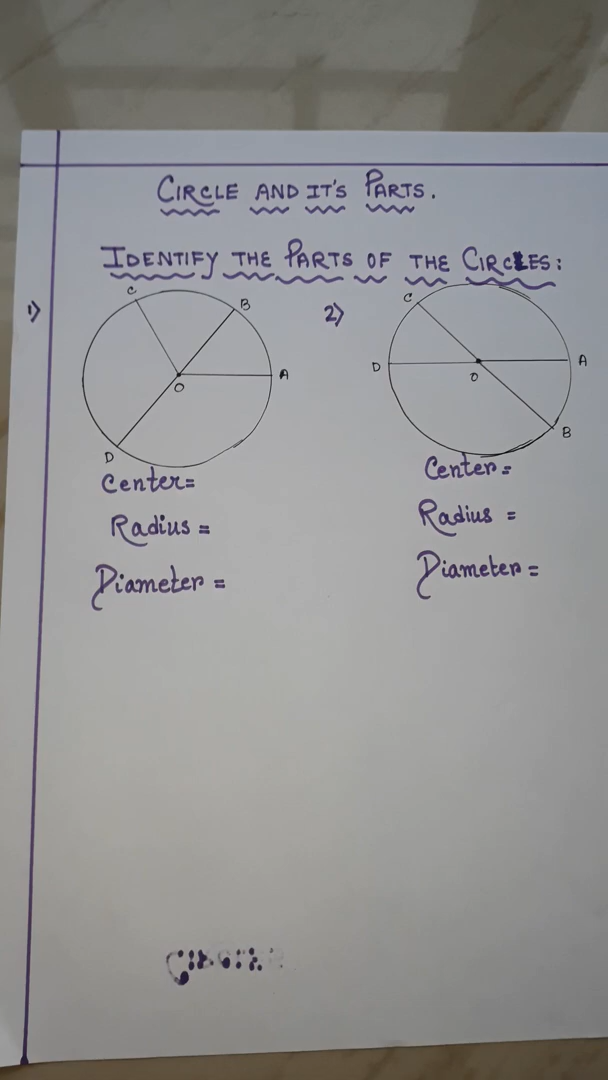 CIRCLE AND IT'S PARTS.
IDENTIFY THE PARTS OF THE CIRCLES:
1)
C
B
O
A
D
Center=
Radius =
Diameter =
2)
C
D
O
A
B
Center=
Radius =
Diameter =